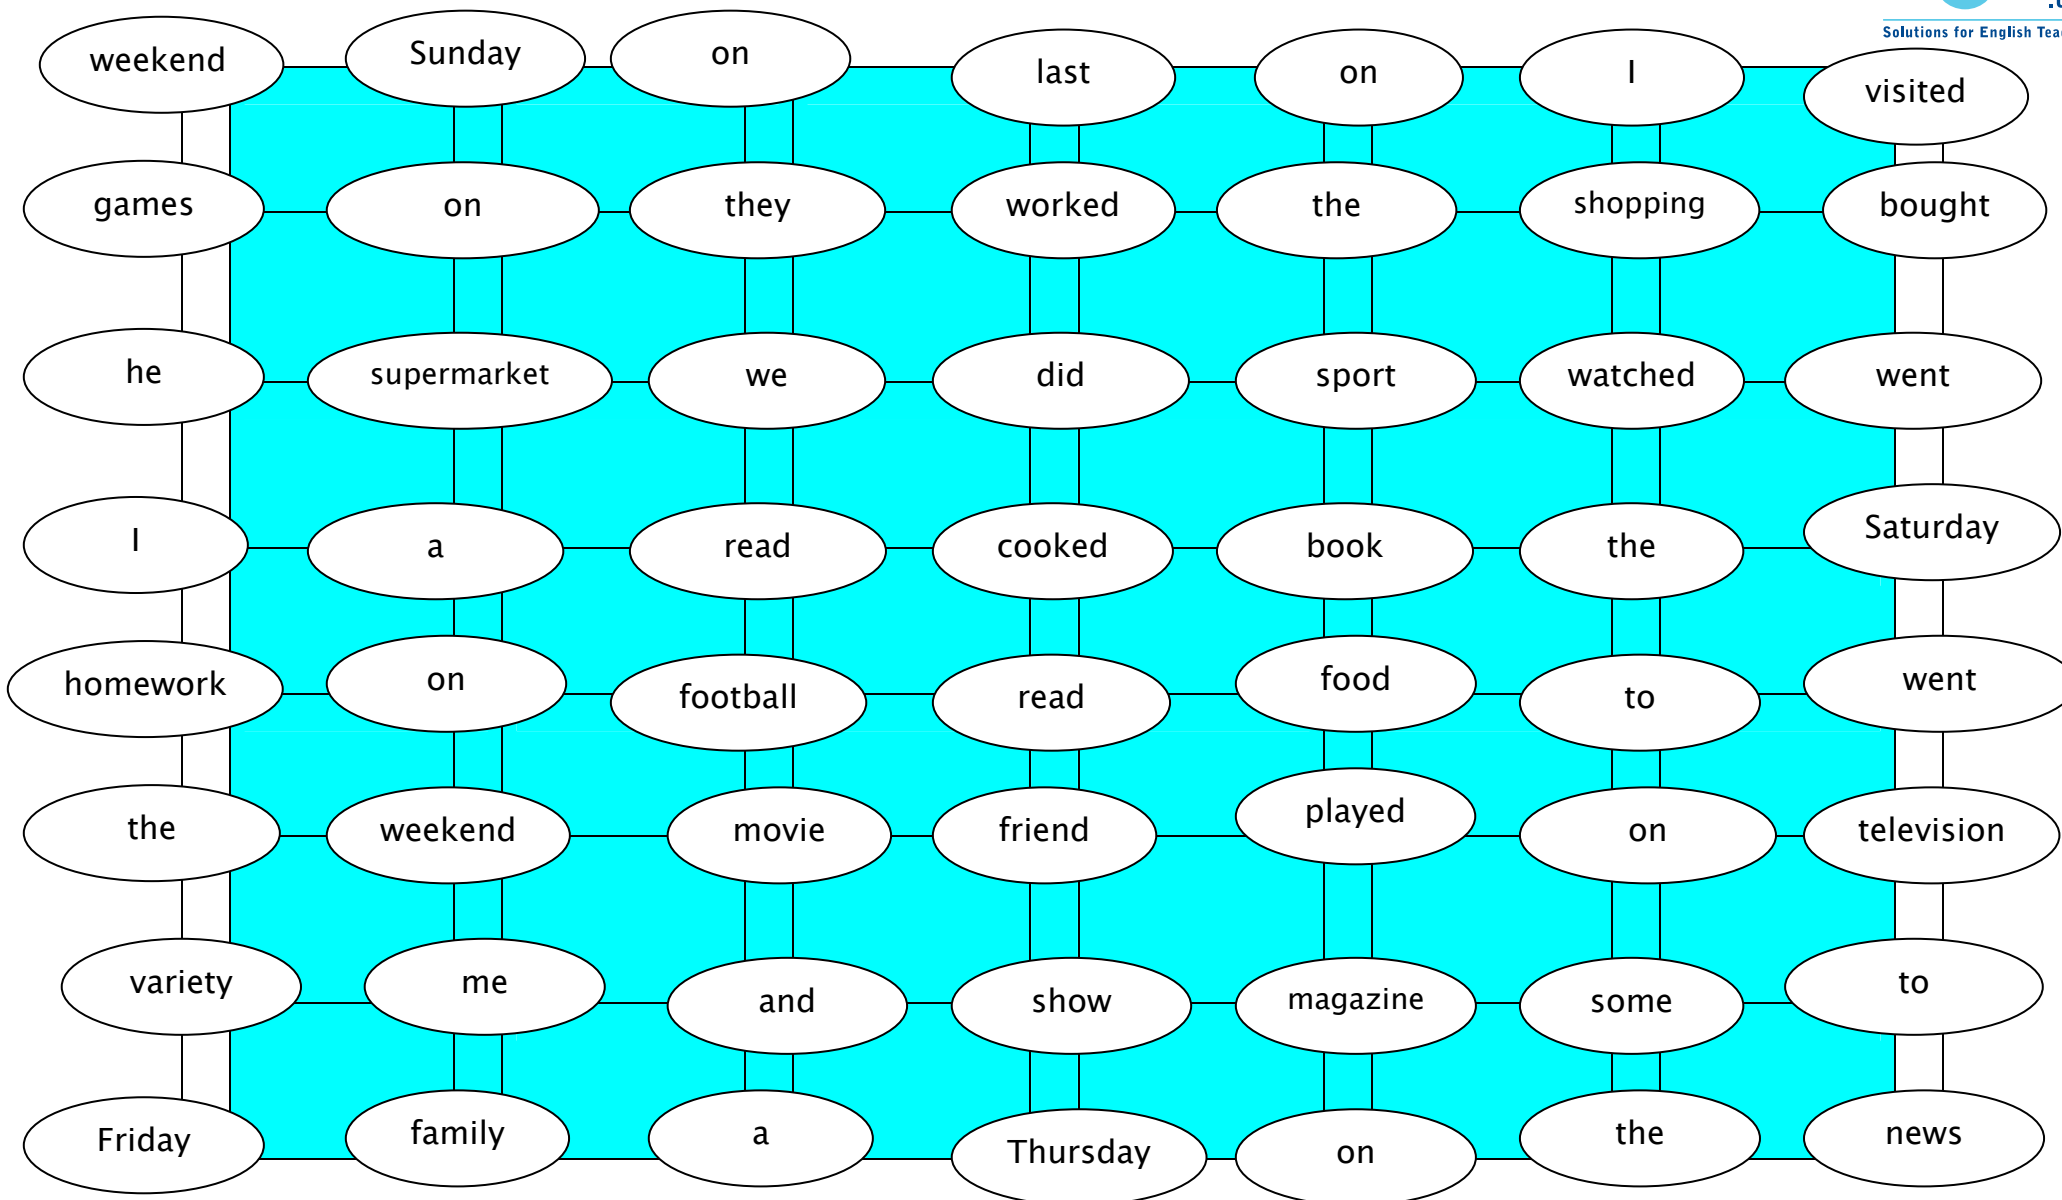 Solutions for English Tea
weekend Sunday on last on I visited
games on they worked the shopping bought
he supermarket we did sport watched went
I a read cooked book the Saturday
homework on football read food to went
the weekend movie friend played on television
variety me and show magazine some to
Friday family a Thursday on the news